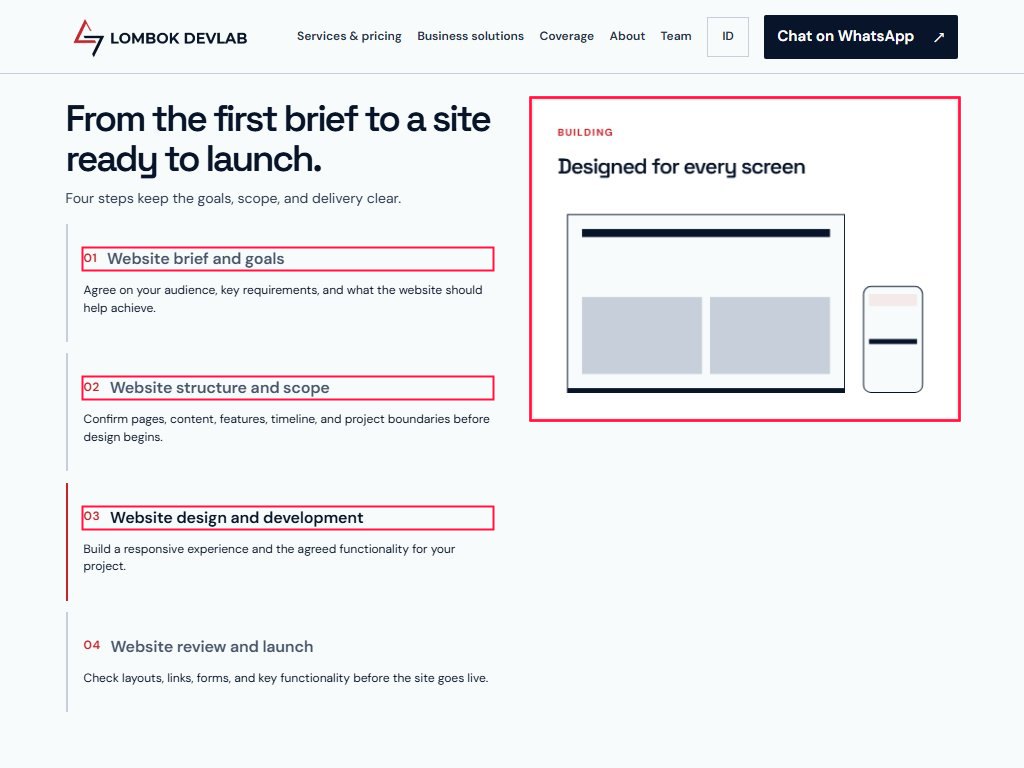 LOMBOK DEVLAB
Services & pricing
Business solutions
Coverage
About
Team
ID
Chat on WhatsApp ↗
From the first brief to a site
ready to launch.
Four steps keep the goals, scope, and delivery clear.
01 Website brief and goals
Agree on your audience, key requirements, and what the website should
help achieve.
02 Website structure and scope
Confirm pages, content, features, timeline, and project boundaries before
design begins.
03 Website design and development
Build a responsive experience and the agreed functionality for your
project.
04 Website review and launch
Check layouts, links, forms, and key functionality before the site goes live.
BUILDING
Designed for every screen